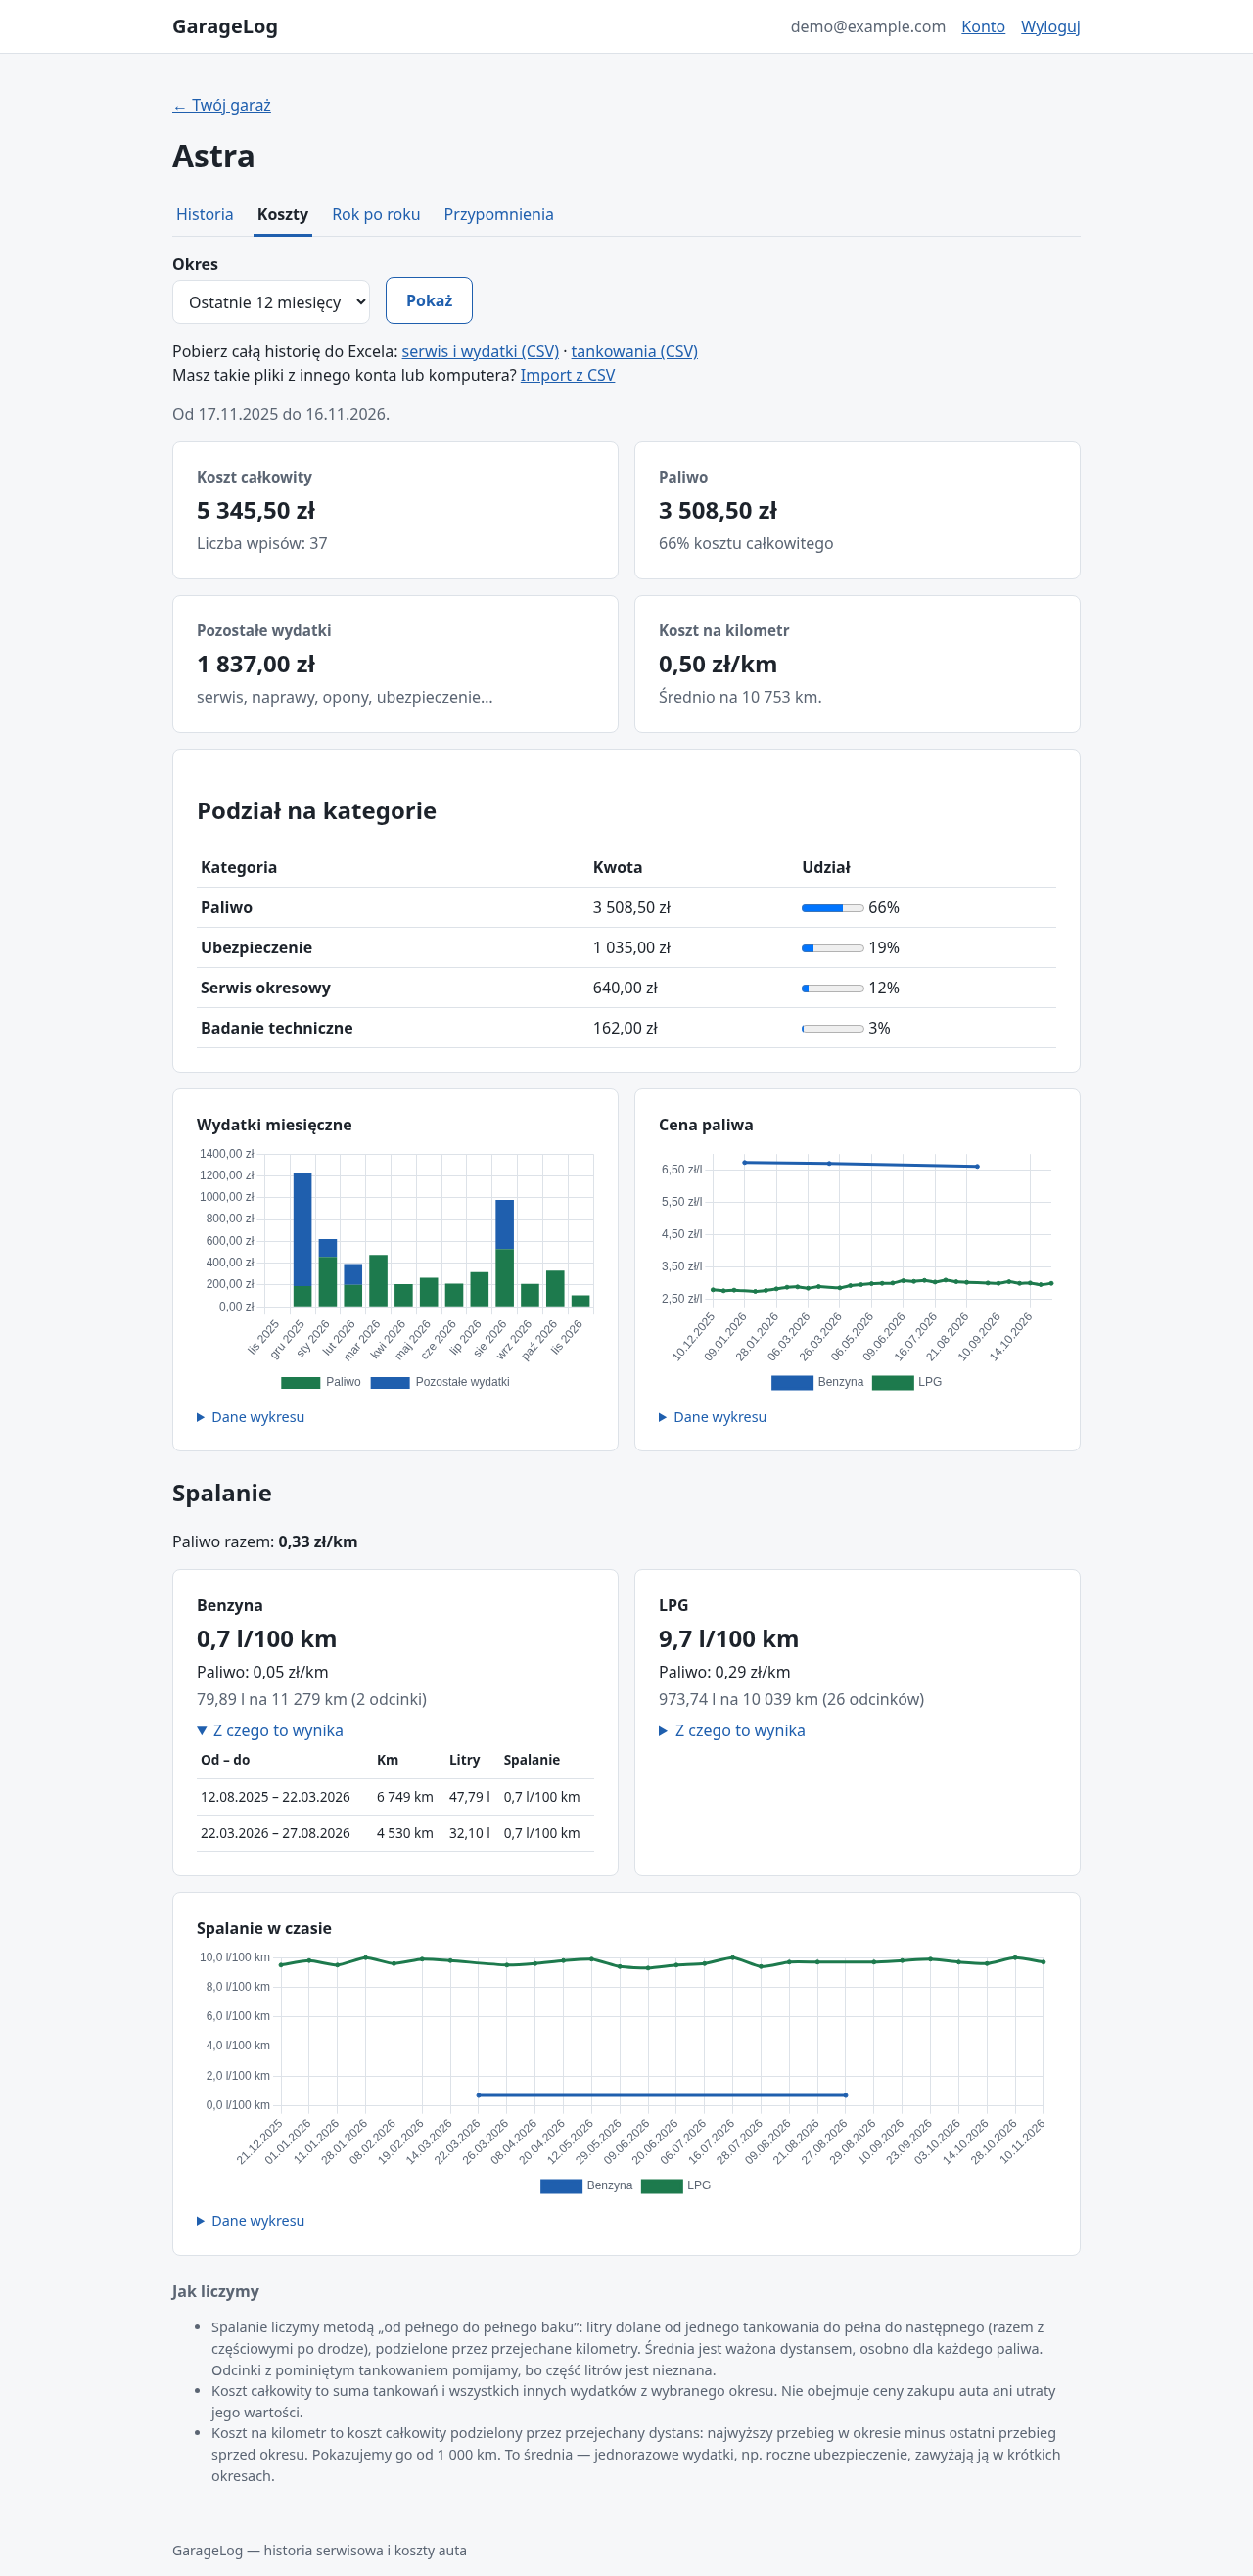 GarageLog
demo@example.com Konto Wyloguj
← Twój garaż
Astra
Historia Koszty Rok po roku Przypomnienia
Okres
Ostatnie 12 miesięcy Pokaż
Pobierz całą historię do Excela: serwis i wydatki (CSV) · tankowania (CSV)
Masz takie pliki z innego konta lub komputera? Import z CSV
Od 17.11.2025 do 16.11.2026.
Koszt całkowity
5 345,50 zł
Liczba wpisów: 37
Paliwo
3 508,50 zł
66% kosztu całkowitego
Pozostałe wydatki
1 837,00 zł
serwis, naprawy, opony, ubezpieczenie…
Koszt na kilometr
0,50 zł/km
Średnio na 10 753 km.
Podział na kategorie
Kategoria Kwota Udział
Paliwo 3 508,50 zł 66%
Ubezpieczenie 1 035,00 zł 19%
Serwis okresowy 640,00 zł 12%
Badanie techniczne 162,00 zł 3%
Wydatki miesięczne
1400,00 zł
1200,00 zł
1000,00 zł
800,00 zł
600,00 zł
400,00 zł
200,00 zł
0,00 zł
lis 2025 gru 2025 sty 2026 lut 2026 mar 2026 kwi 2026 maj 2026 cze 2026 lip 2026 sie 2026 wrz 2026 paź 2026 lis 2026
Paliwo Pozostałe wydatki
▶ Dane wykresu
Cena paliwa
6,50 zł/l
5,50 zł/l
4,50 zł/l
3,50 zł/l
2,50 zł/l
10.12.2025 09.01.2026 28.01.2026 06.03.2026 26.03.2026 06.05.2026 09.06.2026 16.07.2026 21.08.2026 10.09.2026 14.10.2026
Benzyna LPG
▶ Dane wykresu
Spalanie
Paliwo razem: 0,33 zł/km
Benzyna
0,7 l/100 km
Paliwo: 0,05 zł/km
79,89 l na 11 279 km (2 odcinki)
▼ Z czego to wynika
Od – do Km Litry Spalanie
12.08.2025 – 22.03.2026 6 749 km 47,79 l 0,7 l/100 km
22.03.2026 – 27.08.2026 4 530 km 32,10 l 0,7 l/100 km
LPG
9,7 l/100 km
Paliwo: 0,29 zł/km
973,74 l na 10 039 km (26 odcinków)
▶ Z czego to wynika
Spalanie w czasie
10,0 l/100 km
8,0 l/100 km
6,0 l/100 km
4,0 l/100 km
2,0 l/100 km
0,0 l/100 km
21.12.2025 01.01.2026 11.01.2026 28.01.2026 08.02.2026 19.02.2026 14.03.2026 22.03.2026 26.03.2026 08.04.2026 20.04.2026 12.05.2026 29.05.2026 09.06.2026 20.06.2026 06.07.2026 16.07.2026 28.07.2026 09.08.2026 21.08.2026 27.08.2026 29.08.2026 10.09.2026 23.09.2026 03.10.2026 14.10.2026 28.10.2026 10.11.2026
Benzyna LPG
▶ Dane wykresu
Jak liczymy
• Spalanie liczymy metodą „od pełnego do pełnego baku”: litry dolane od jednego tankowania do pełna do następnego (razem z
częściowymi po drodze), podzielone przez przejechane kilometry. Średnia jest ważona dystansem, osobno dla każdego paliwa.
Odcinki z pominiętym tankowaniem pomijamy, bo część litrów jest nieznana.
• Koszt całkowity to suma tankowań i wszystkich innych wydatków z wybranego okresu. Nie obejmuje ceny zakupu auta ani utraty
jego wartości.
• Koszt na kilometr to koszt całkowity podzielony przez przejechany dystans: najwyższy przebieg w okresie minus ostatni przebieg
sprzed okresu. Pokazujemy go od 1 000 km. To średnia — jednorazowe wydatki, np. roczne ubezpieczenie, zawyżają ją w krótkich
okresach.
GarageLog — historia serwisowa i koszty auta